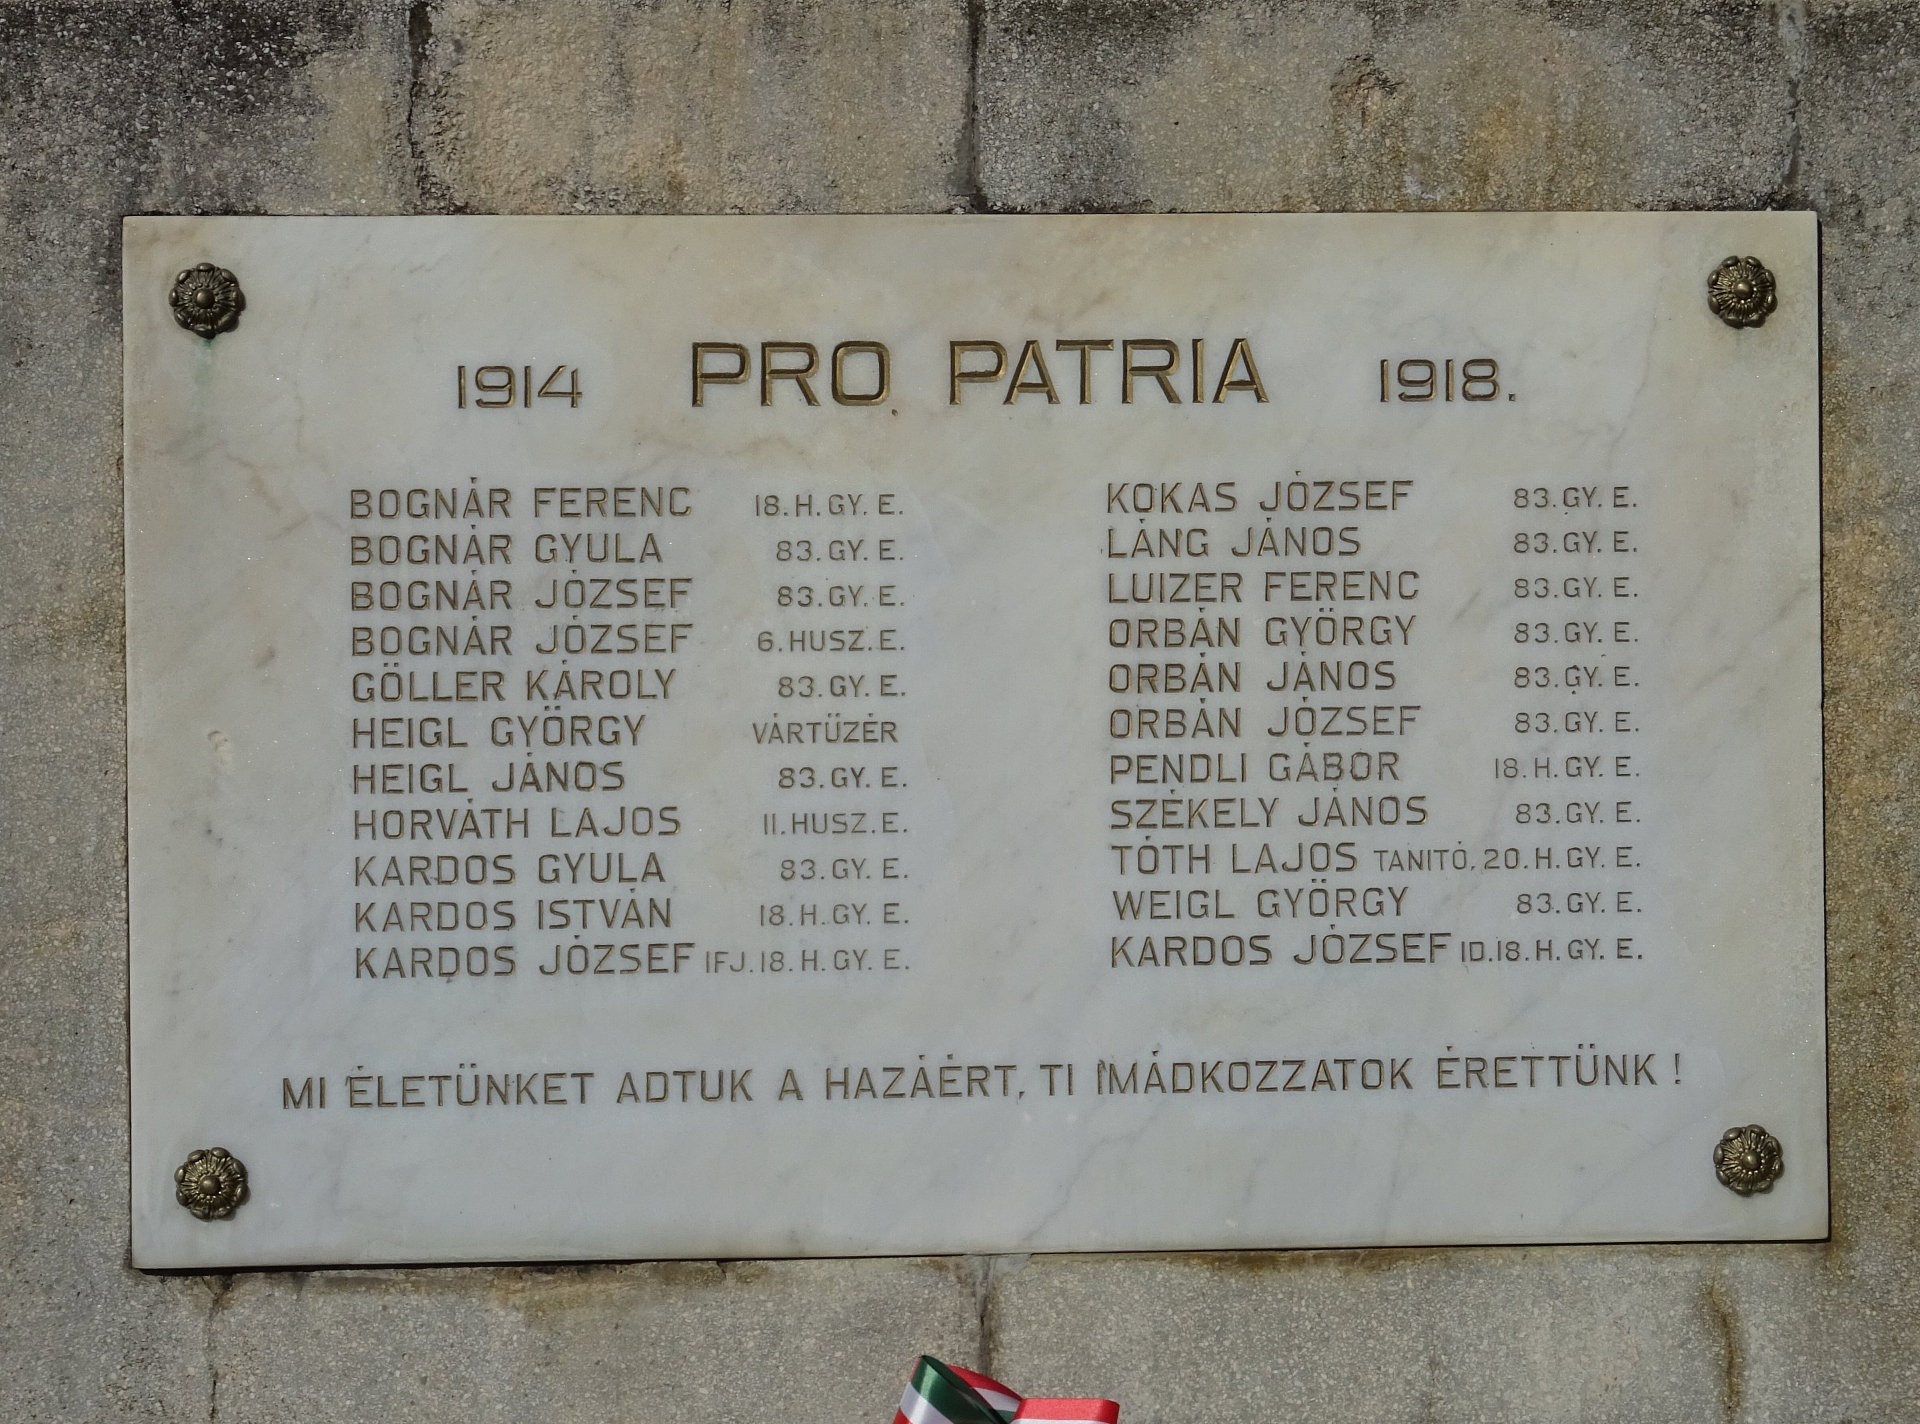 1914 PRO PATRIA 1918.
BOGNÁR FERENC 18. H. GY. E.
BOGNÁR GYULA 83. GY. E.
BOGNÁR JÓZSEF 83. GY. E.
BOGNÁR JÓZSEF 6. HUSZ. E.
GÖLLER KÁROLY 83. GY. E.
HEIGL GYÖRGY VÁRTÜZÉR
HEIGL JÁNOS 83. GY. E.
HORVÁTH LAJOS 11. HUSZ. E.
KARDOS GYULA 83. GY. E.
KARDOS ISTVÁN 18. H. GY. E.
KARDOS JÓZSEF IFJ. 18. H. GY. E.
KOKAS JÓZSEF 83. GY. E.
LÁNG JÁNOS 83. GY. E.
LUIZER FERENC 83. GY. E.
ORBÁN GYÖRGY 83. GY. E.
ORBÁN JÁNOS 83. GY. E.
ORBÁN JÓZSEF 83. GY. E.
PENDLI GÁBOR 18. H. GY. E.
SZÉKELY JÁNOS 83. GY. E.
TÓTH LAJOS TANITÓ, 20. H. GY. E.
WEIGL GYÖRGY 83. GY. E.
KARDOS JÓZSEF ID. 18. H. GY. E.
MI ÉLETÜNKET ADTUK A HAZÁÉRT, TI IMÁDKOZZATOK ÉRETTÜNK !